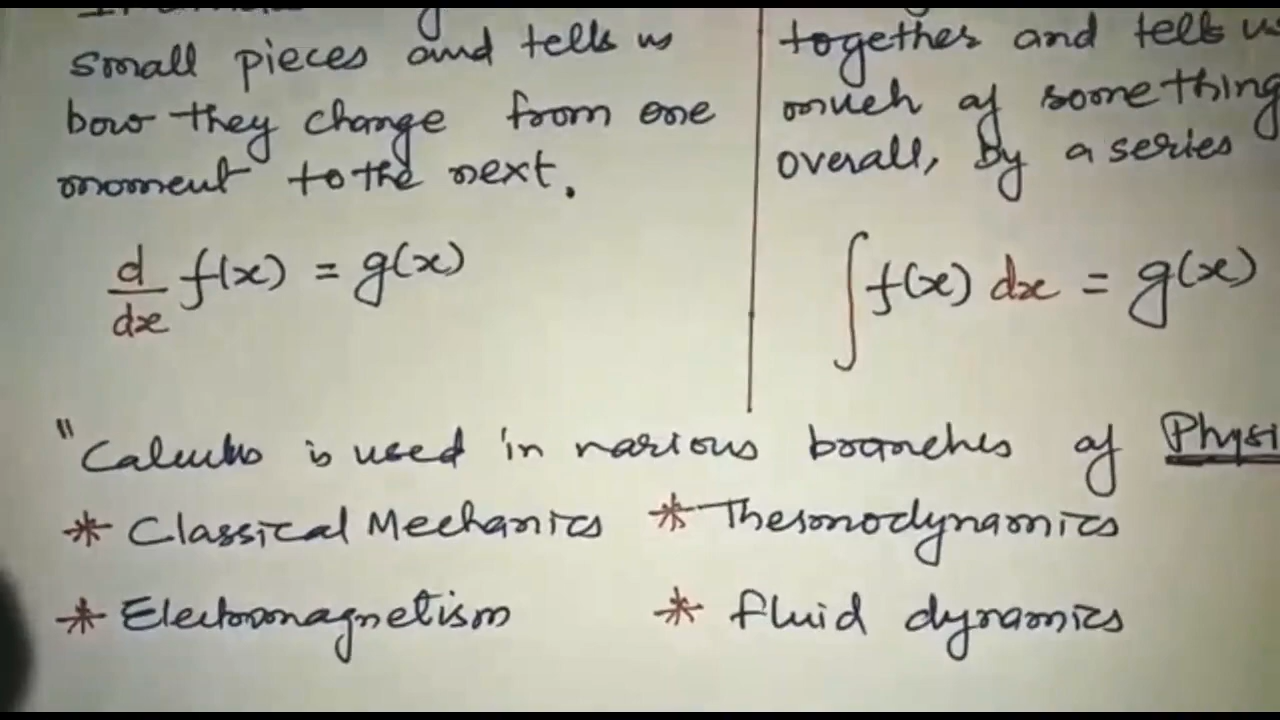 small pieces and tells us
how they change from one
moment to the next.
d/dx f(x) = g(x)
together and tells us
much of something
overall, by a series
∫ f(x) dx = g(x)
"Calculus is used in various branches of Physi
* Classical Mechanics * Thermodynamics
* Electromagnetism * fluid dynamics